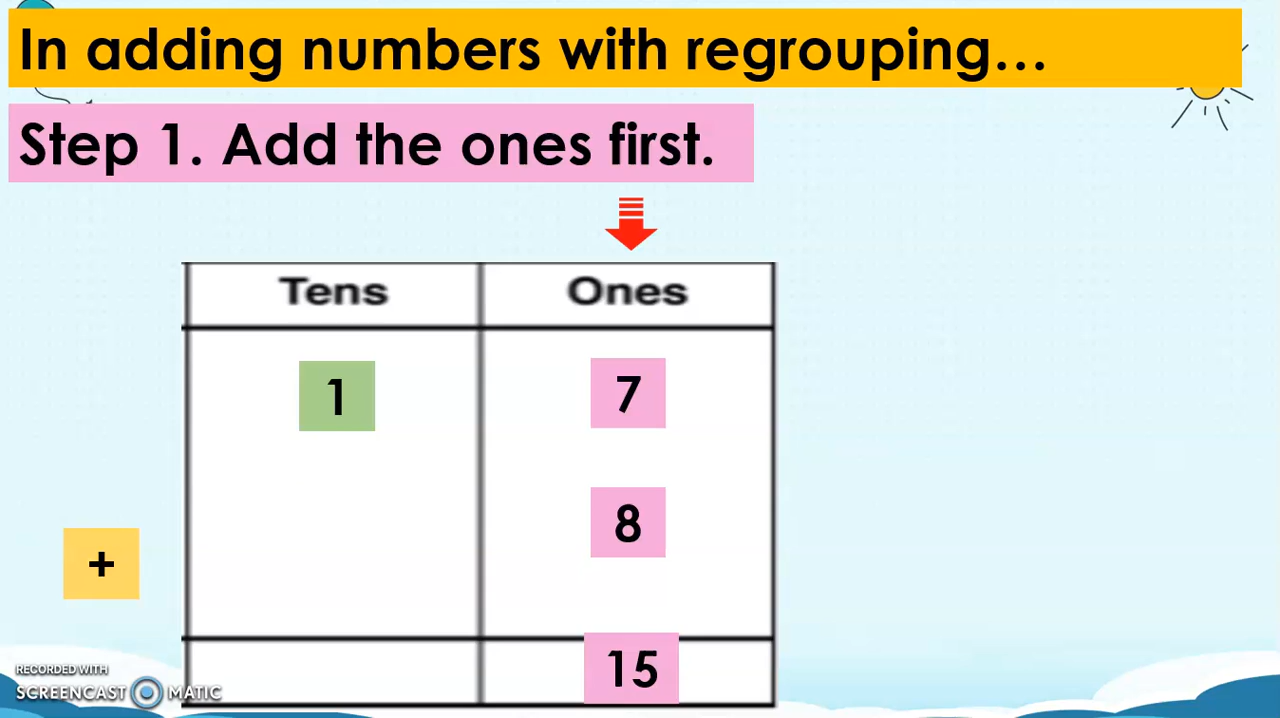 In adding numbers with regrouping...
Step 1. Add the ones first.
Tens Ones
1 7
8
+
15
RECORDED WITH
SCREENCAST MATIC